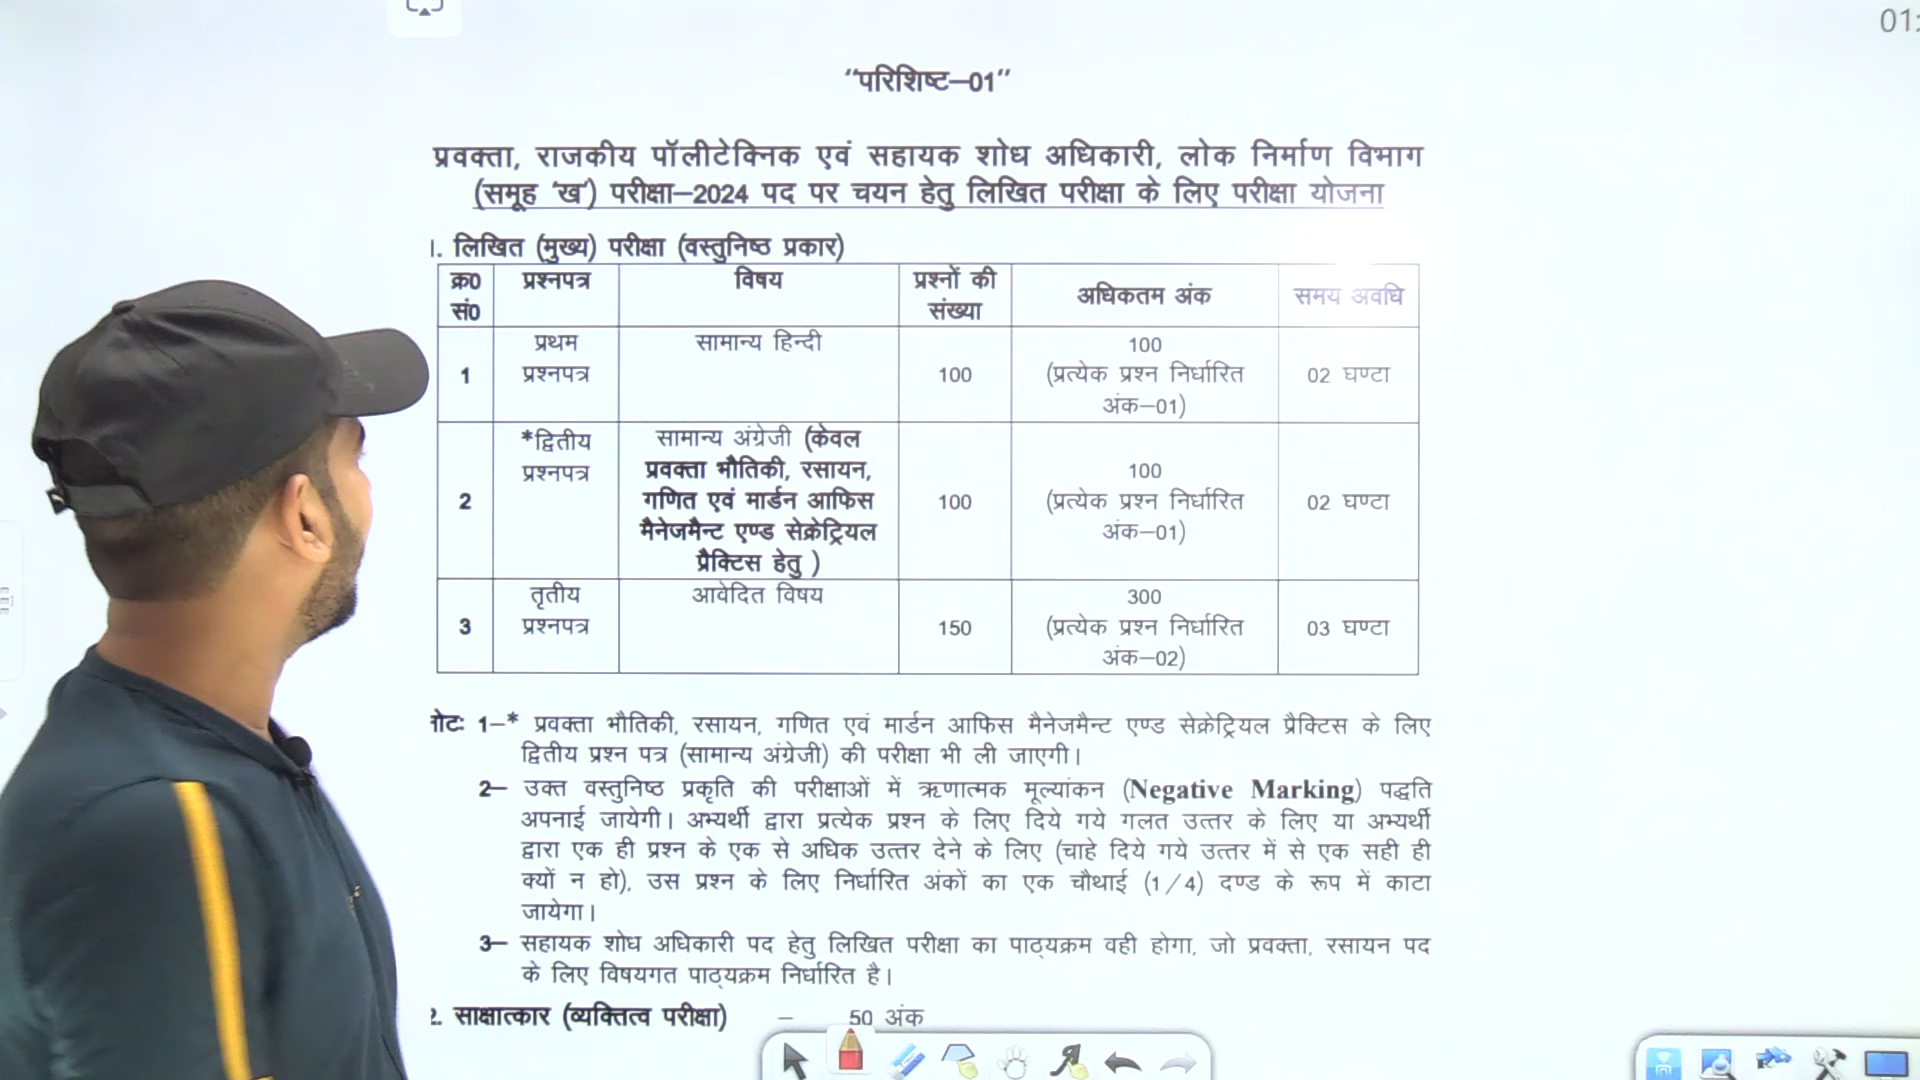 01:
“परिशिष्ट–01”
प्रवक्ता, राजकीय पॉलीटेक्निक एवं सहायक शोध अधिकारी, लोक निर्माण विभाग
(समूह ‘ख’) परीक्षा–2024 पद पर चयन हेतु लिखित परीक्षा के लिए परीक्षा योजना
1. लिखित (मुख्य) परीक्षा (वस्तुनिष्ठ प्रकार)
क्र0 सं0 प्रश्नपत्र विषय प्रश्नों की संख्या अधिकतम अंक समय अवधि
1 प्रथम प्रश्नपत्र सामान्य हिन्दी 100 100 (प्रत्येक प्रश्न निर्धारित अंक–01) 02 घण्टा
2 *द्वितीय प्रश्नपत्र सामान्य अंग्रेजी (केवल प्रवक्ता भौतिकी, रसायन, गणित एवं मार्डन आफिस मैनेजमैन्ट एण्ड सेक्रेट्रियल प्रैक्टिस हेतु ) 100 100 (प्रत्येक प्रश्न निर्धारित अंक–01) 02 घण्टा
3 तृतीय प्रश्नपत्र आवेदित विषय 150 300 (प्रत्येक प्रश्न निर्धारित अंक–02) 03 घण्टा
नोटः 1–* प्रवक्ता भौतिकी, रसायन, गणित एवं मार्डन आफिस मैनेजमैन्ट एण्ड सेक्रेट्रियल प्रैक्टिस के लिए
द्वितीय प्रश्न पत्र (सामान्य अंग्रेजी) की परीक्षा भी ली जाएगी।
2– उक्त वस्तुनिष्ठ प्रकृति की परीक्षाओं में ऋणात्मक मूल्यांकन (Negative Marking) पद्धति
अपनाई जायेगी। अभ्यर्थी द्वारा प्रत्येक प्रश्न के लिए दिये गये गलत उत्तर के लिए या अभ्यर्थी
द्वारा एक ही प्रश्न के एक से अधिक उत्तर देने के लिए (चाहे दिये गये उत्तर में से एक सही ही
क्यों न हो), उस प्रश्न के लिए निर्धारित अंकों का एक चौथाई (1/4) दण्ड के रूप में काटा
जायेगा।
3– सहायक शोध अधिकारी पद हेतु लिखित परीक्षा का पाठ्यक्रम वही होगा, जो प्रवक्ता, रसायन पद
के लिए विषयगत पाठ्यक्रम निर्धारित है।
2. साक्षात्कार (व्यक्तित्व परीक्षा) – 50 अंक